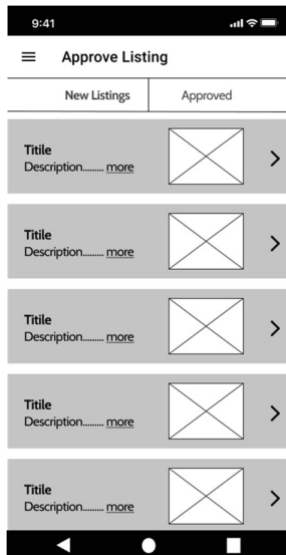 9:41
Approve Listing
New Listings Approved
Titile
Description......... more
Titile
Description......... more
Titile
Description......... more
Titile
Description......... more
Titile
Description......... more